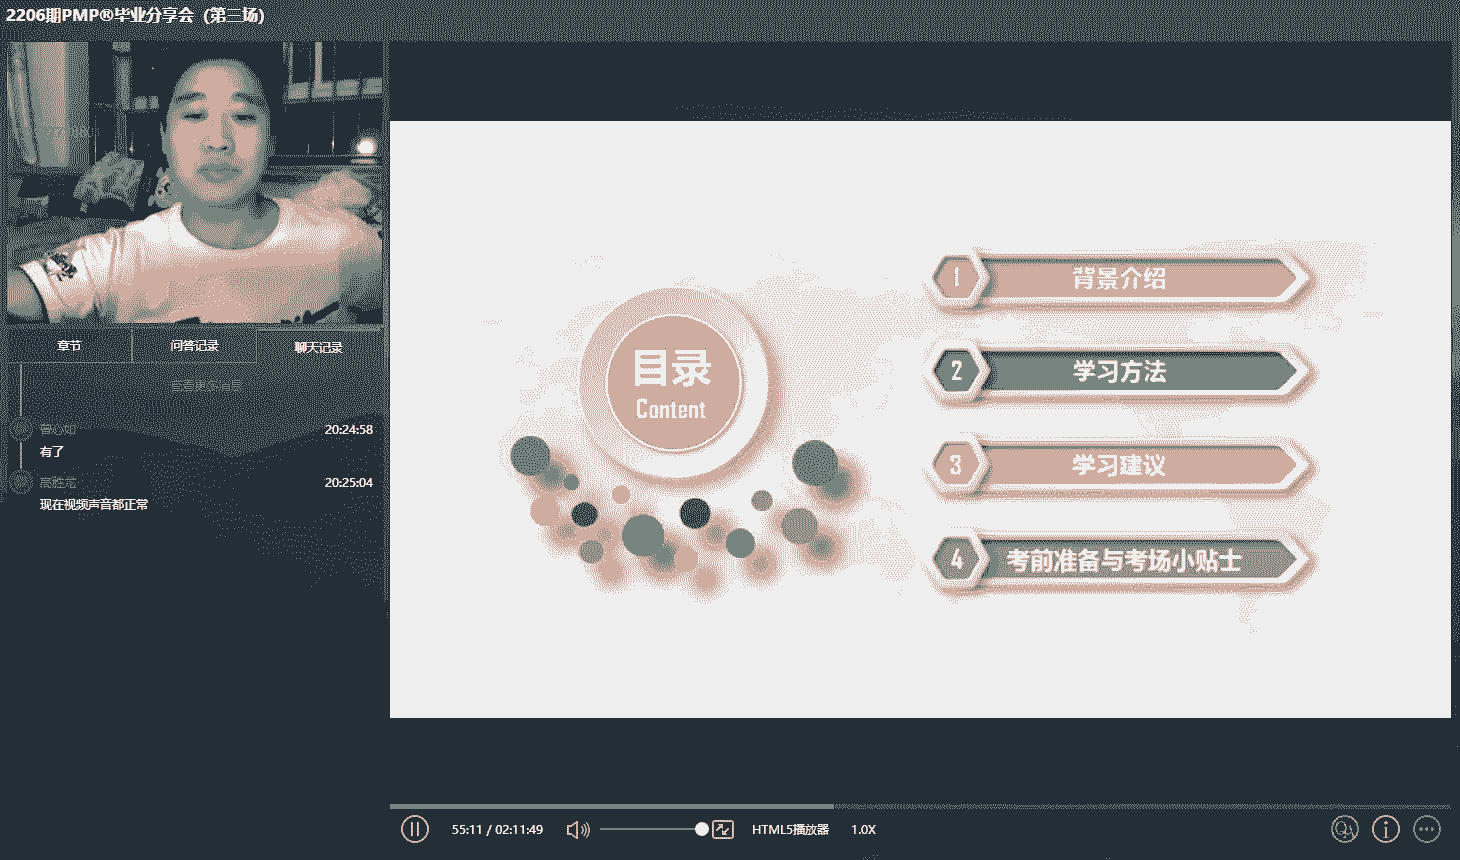 2206期PMP®毕业分享会（第三场）
章节
问答记录
聊天记录
查看更多消息
曾心如
20:24:58
有了
高胜龙
20:25:04
现在视频声音都正常
目录
Content
1
背景介绍
2
学习方法
3
学习建议
4
考前准备与考场小贴士
55:11 / 02:11:49
HTML5播放器
1.0X